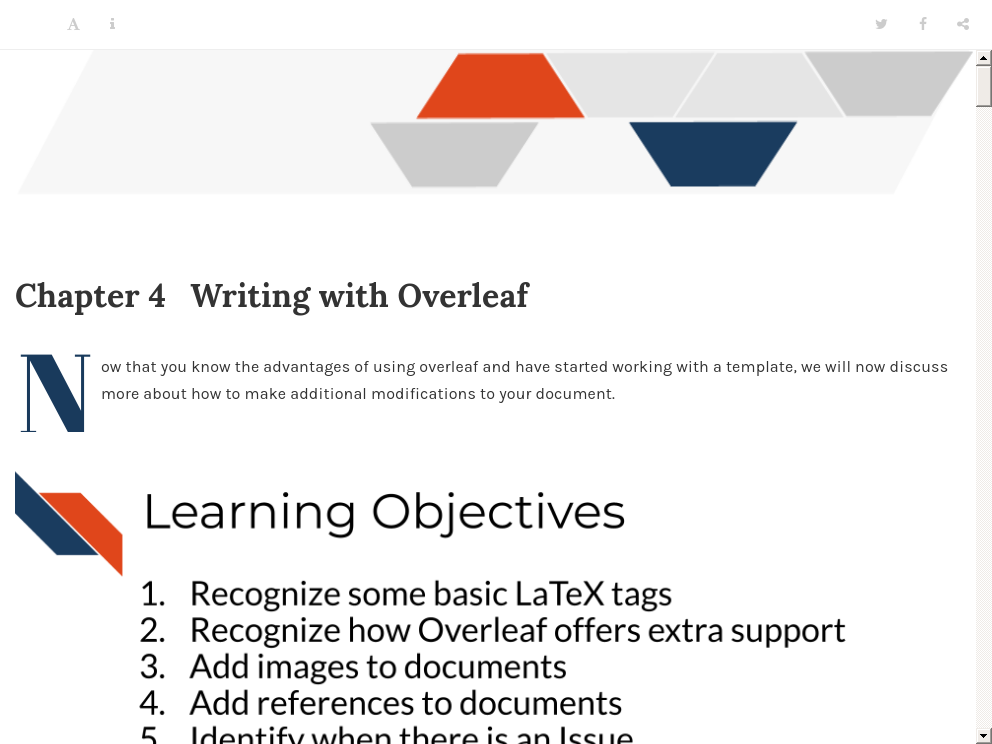 Chapter 4 Writing with Overleaf
Now that you know the advantages of using overleaf and have started working with a template, we will now discuss
more about how to make additional modifications to your document.
Learning Objectives
1. Recognize some basic LaTeX tags
2. Recognize how Overleaf offers extra support
3. Add images to documents
4. Add references to documents
5. Identify when there is an Issue